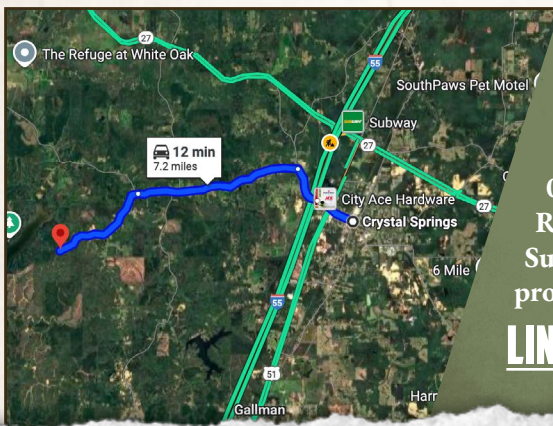 27
The Refuge at White Oak
55
SouthPaws Pet Motel
12 min
7.2 miles
Subway
27
City Ace Hardware
27
Crystal Springs
6 Mile
Su
pro
LIN
55
51
Harr
Gallman